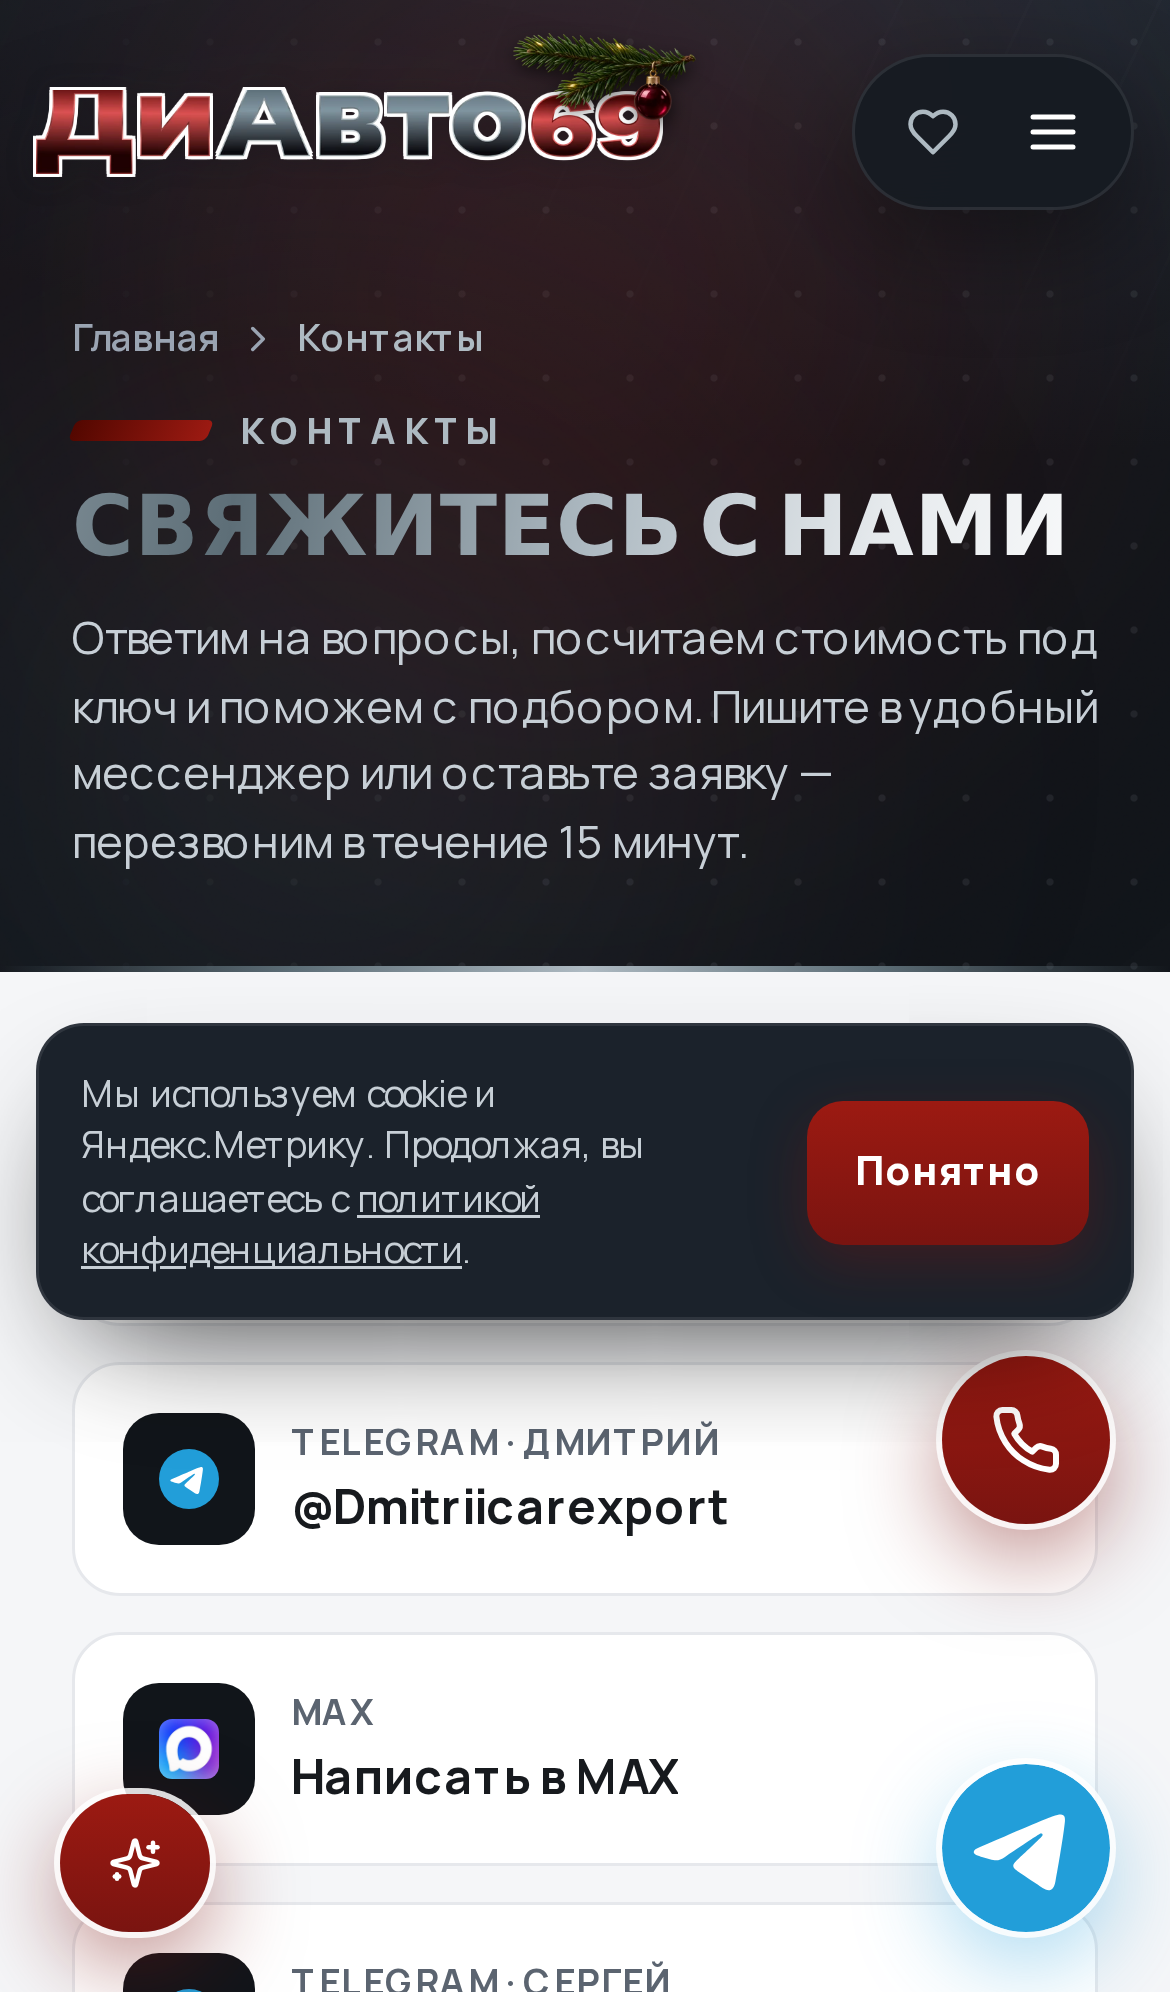 ДиАвто69
Главная > Контакты
КОНТАКТЫ
СВЯЖИТЕСЬ С НАМИ
Ответим на вопросы, посчитаем стоимость под
ключ и поможем с подбором. Пишите в удобный
мессенджер или оставьте заявку —
перезвоним в течение 15 минут.
Мы используем cookie и
Яндекс.Метрику. Продолжая, вы
соглашаетесь с политикой
конфиденциальности.
Понятно
TELEGRAM · ДМИТРИЙ
@Dmitriicarexport
MAX
Написать в MAX
TELEGRAM · СЕРГЕЙ